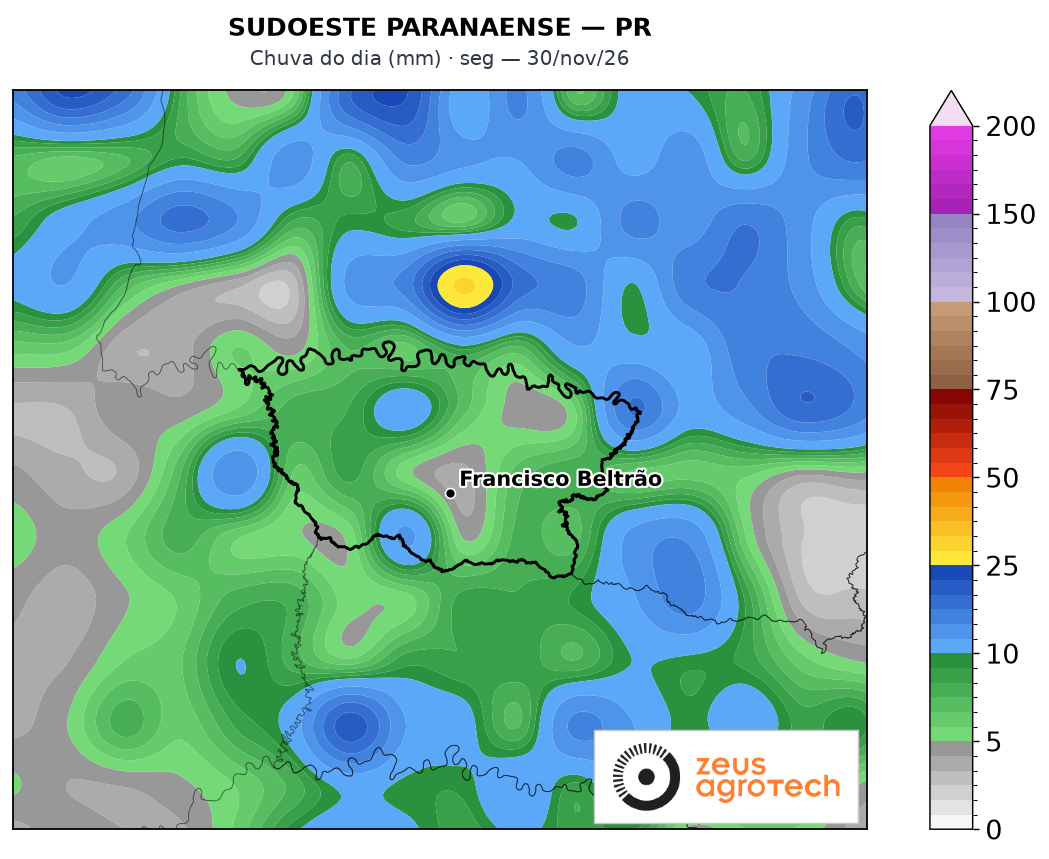 SUDOESTE PARANAENSE — PR
Chuva do dia (mm) · seg — 30/nov/26
200
150
100
75
50
25
10
5
0
Francisco Beltrão
zeus
agrotech